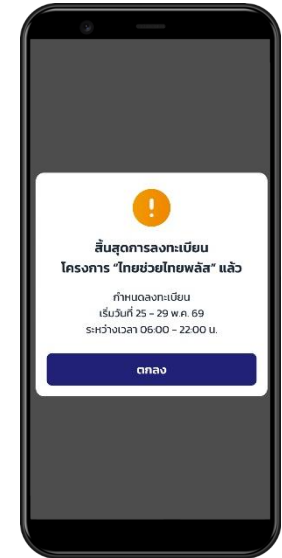 !
สิ้นสุดการลงทะเบียน
โครงการ “ไทยช่วยไทยพลัส” แล้ว
กำหนดลงทะเบียน
เริ่มวันที่ 25 - 29 พ.ค. 69
ระหว่างเวลา 06:00 - 22:00 น.
ตกลง